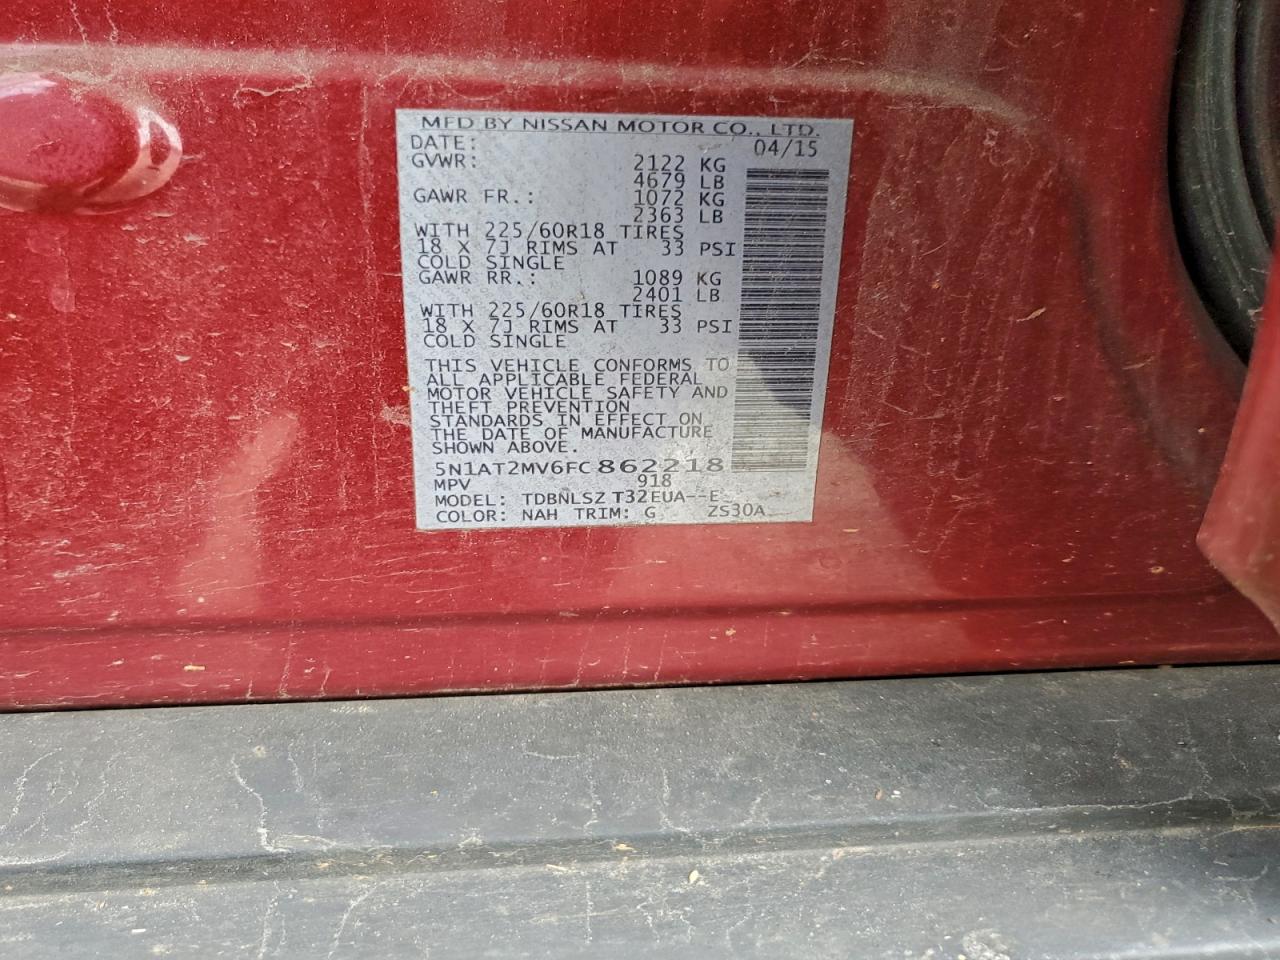 MFD BY NISSAN MOTOR CO., LTD.
DATE: 04/15
GVWR: 2122 KG
4679 LB
GAWR FR.: 1072 KG
2363 LB
WITH 225/60R18 TIRES
18 X 7J RIMS AT 33 PSI
COLD SINGLE
GAWR RR.: 1089 KG
2401 LB
WITH 225/60R18 TIRES
18 X 7J RIMS AT 33 PSI
COLD SINGLE
THIS VEHICLE CONFORMS TO
ALL APPLICABLE FEDERAL
MOTOR VEHICLE SAFETY AND
THEFT PREVENTION
STANDARDS IN EFFECT ON
THE DATE OF MANUFACTURE
SHOWN ABOVE.
5N1AT2MV6FC862218
MPV 918
MODEL: TDBNLSZ T32EUA--E
COLOR: NAH TRIM: G ZS30A